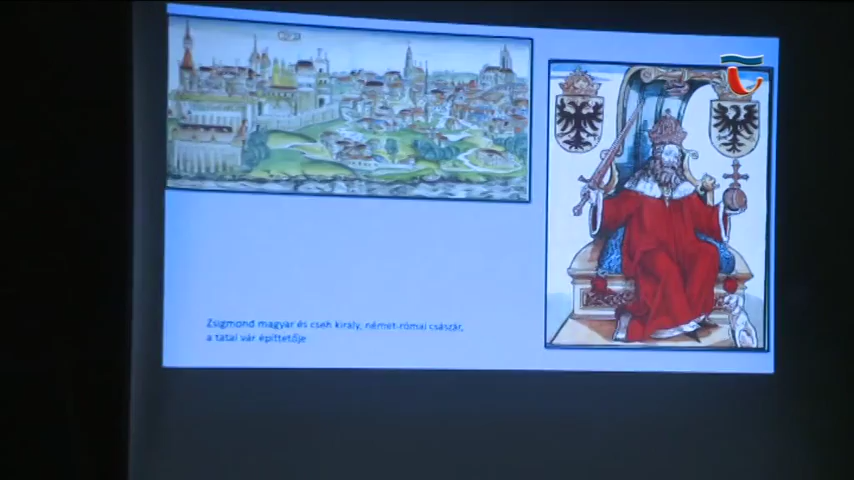 Zsigmond magyar és cseh király, német-római császár,
a tatai vár építtetője